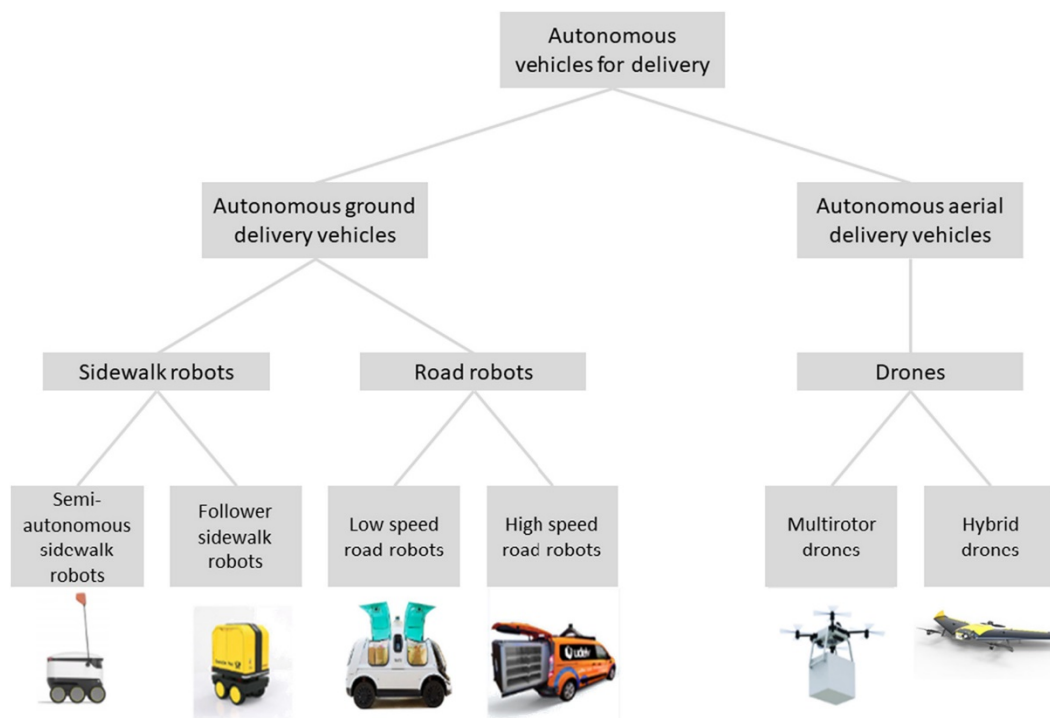 Autonomous
vehicles for delivery
Autonomous ground
delivery vehicles
Autonomous aerial
delivery vehicles
Sidewalk robots
Road robots
Drones
Semi-
autonomous
sidewalk
robots
Follower
sidewalk
robots
Low speed
road robots
High speed
road robots
Multirotor
drones
Hybrid
drones
udelv